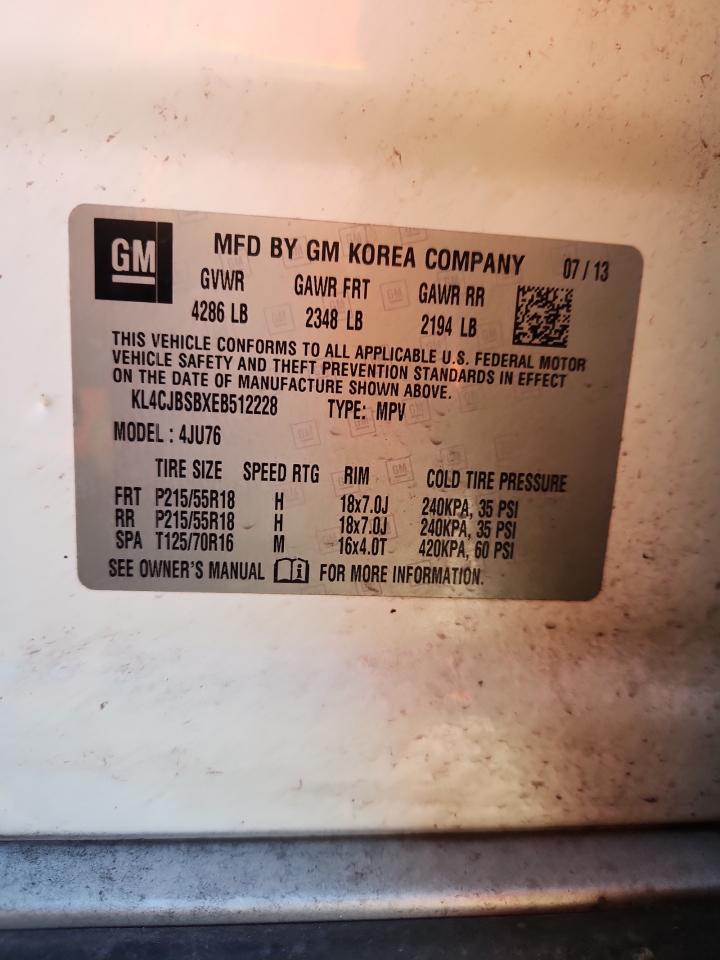 GM MFD BY GM KOREA COMPANY 07 / 13
GVWR GAWR FRT GAWR RR
4286 LB 2348 LB 2194 LB
THIS VEHICLE CONFORMS TO ALL APPLICABLE U.S. FEDERAL MOTOR
VEHICLE SAFETY AND THEFT PREVENTION STANDARDS IN EFFECT
ON THE DATE OF MANUFACTURE SHOWN ABOVE.
KL4CJBSBXEB512228 TYPE: MPV
MODEL : 4JU76
TIRE SIZE SPEED RTG RIM COLD TIRE PRESSURE
FRT P215/55R18 H 18x7.0J 240KPA, 35 PSI
RR P215/55R18 H 18x7.0J 240KPA, 35 PSI
SPA T125/70R16 M 16x4.0T 420KPA, 60 PSI
SEE OWNER'S MANUAL i FOR MORE INFORMATION.